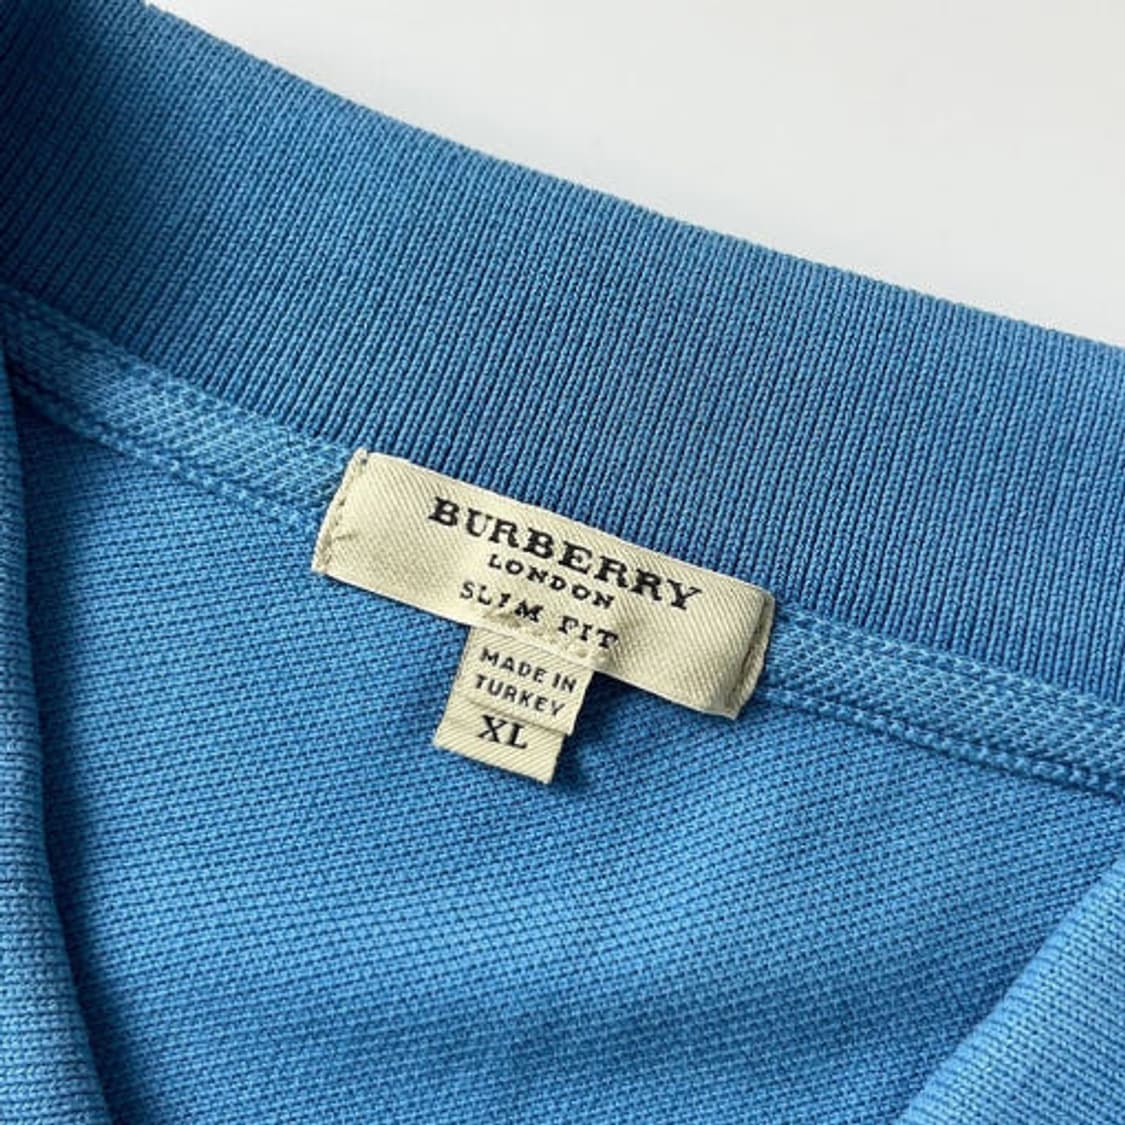 BURBERRY
LONDON
SLIM FIT
MADE IN
TURKEY
XL